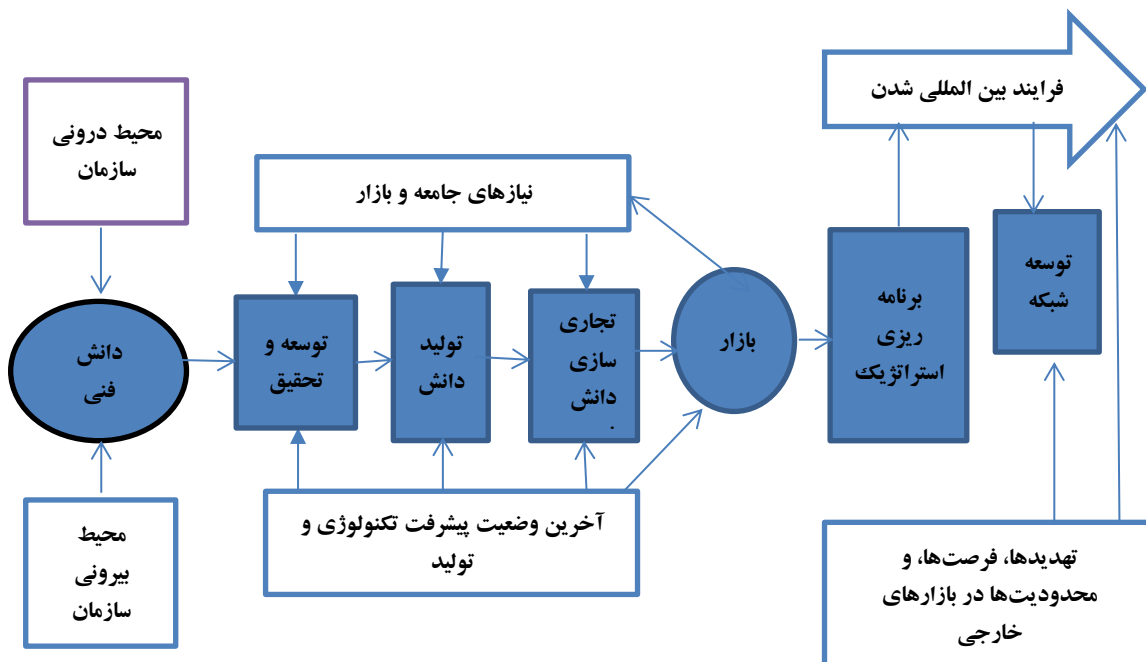 فرایند بین المللی شدن
محیط درونی
سازمان
نیازهای جامعه و بازار
دانش
فنی
توسعه و
تحقیق
تولید
دانش
تجاری
سازی
دانش
.
بازار
برنامه
ریزی
استراتژیک
توسعه
شبکه
محیط
بیرونی
سازمان
آخرین وضعیت پیشرفت تکنولوژی و
تولید
تهدیدها، فرصت‌ها، و
محدودیت‌ها در بازارهای
خارجی